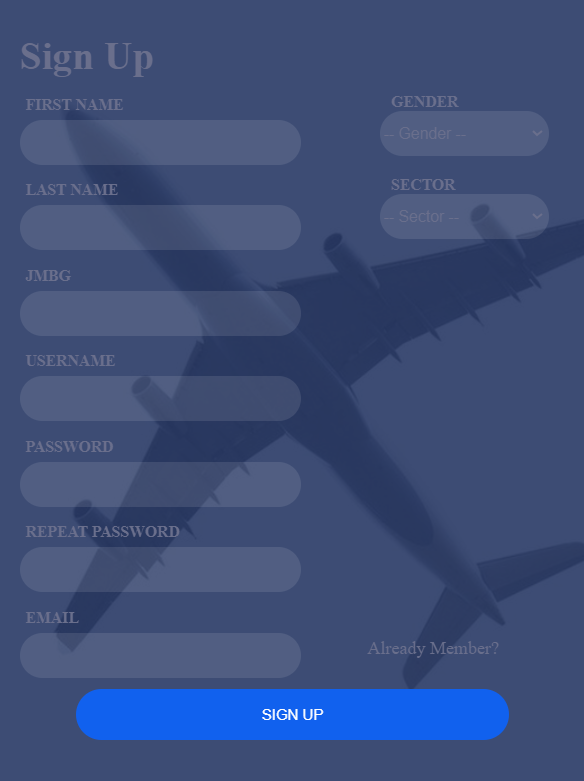 Sign Up
FIRST NAME
LAST NAME
JMBG
USERNAME
PASSWORD
REPEAT PASSWORD
EMAIL
GENDER
-- Gender --
SECTOR
-- Sector --
Already Member?
SIGN UP